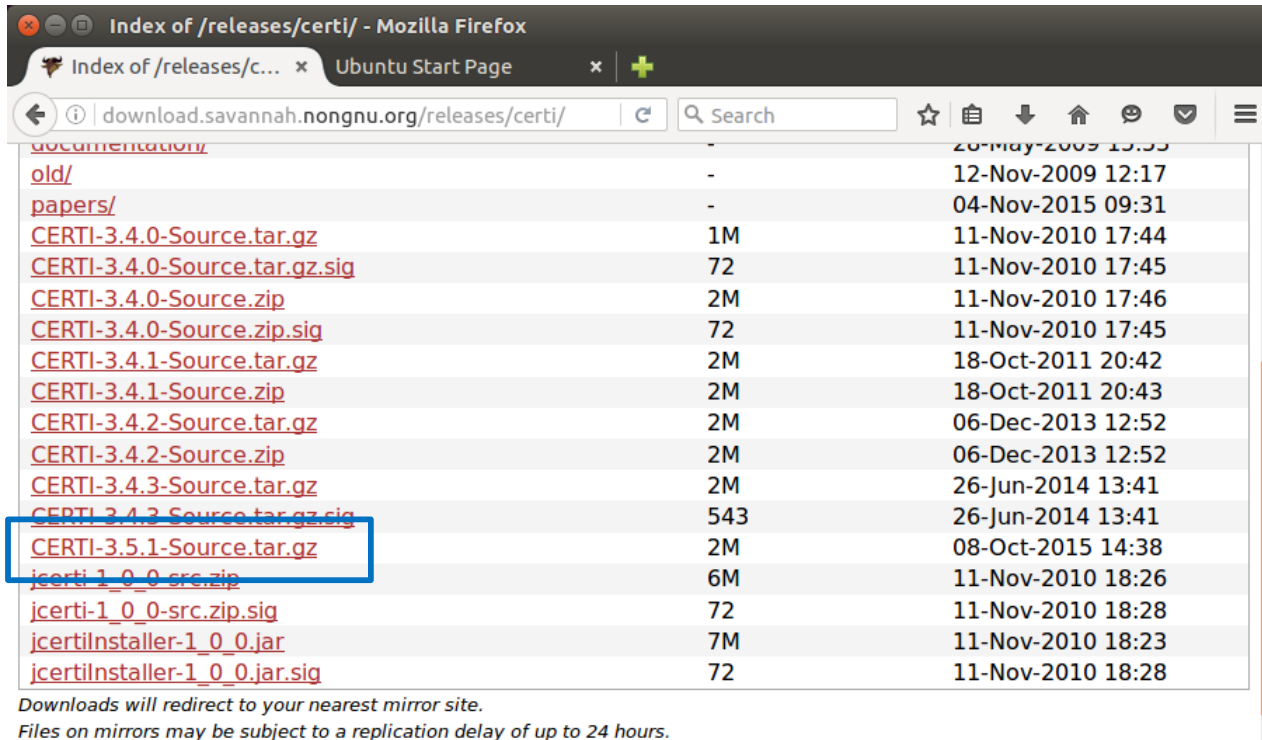 Index of /releases/certi/ - Mozilla Firefox
Index of /releases/c... × Ubuntu Start Page ×
download.savannah.nongnu.org/releases/certi/ Search
documentation/ - 28-May-2009 15:53
old/ - 12-Nov-2009 12:17
papers/ - 04-Nov-2015 09:31
CERTI-3.4.0-Source.tar.gz 1M 11-Nov-2010 17:44
CERTI-3.4.0-Source.tar.gz.sig 72 11-Nov-2010 17:45
CERTI-3.4.0-Source.zip 2M 11-Nov-2010 17:46
CERTI-3.4.0-Source.zip.sig 72 11-Nov-2010 17:45
CERTI-3.4.1-Source.tar.gz 2M 18-Oct-2011 20:42
CERTI-3.4.1-Source.zip 2M 18-Oct-2011 20:43
CERTI-3.4.2-Source.tar.gz 2M 06-Dec-2013 12:52
CERTI-3.4.2-Source.zip 2M 06-Dec-2013 12:52
CERTI-3.4.3-Source.tar.gz 2M 26-Jun-2014 13:41
CERTI-3.4.3-Source.tar.gz.sig 543 26-Jun-2014 13:41
CERTI-3.5.1-Source.tar.gz 2M 08-Oct-2015 14:38
jcerti-1_0_0-src.zip 6M 11-Nov-2010 18:26
jcerti-1_0_0-src.zip.sig 72 11-Nov-2010 18:28
jcertiInstaller-1_0_0.jar 7M 11-Nov-2010 18:23
jcertiInstaller-1_0_0.jar.sig 72 11-Nov-2010 18:28
Downloads will redirect to your nearest mirror site.
Files on mirrors may be subject to a replication delay of up to 24 hours.